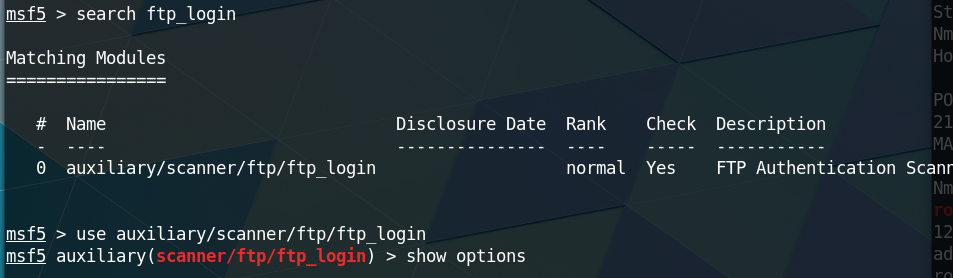 msf5 > search ftp_login
Matching Modules
================
# Name Disclosure Date Rank Check Description
- ---- --------------- ---- ----- -----------
0 auxiliary/scanner/ftp/ftp_login normal Yes FTP Authentication Scann
msf5 > use auxiliary/scanner/ftp/ftp_login
msf5 auxiliary(scanner/ftp/ftp_login) > show options
St
Nm
Ho
PO
21
MA
Nm
ro
12
ad
ro